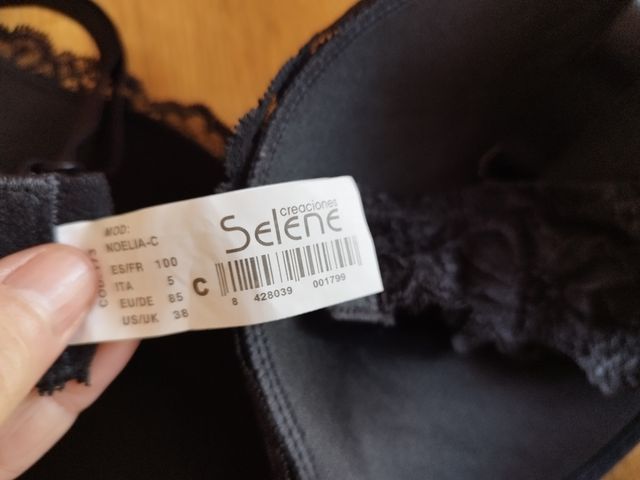 MOD:
NOELIA-C
ES/FR 100
ITA 5
EU/DE 85
US/UK 38
C
creaciones
Selene
8 428039 001799